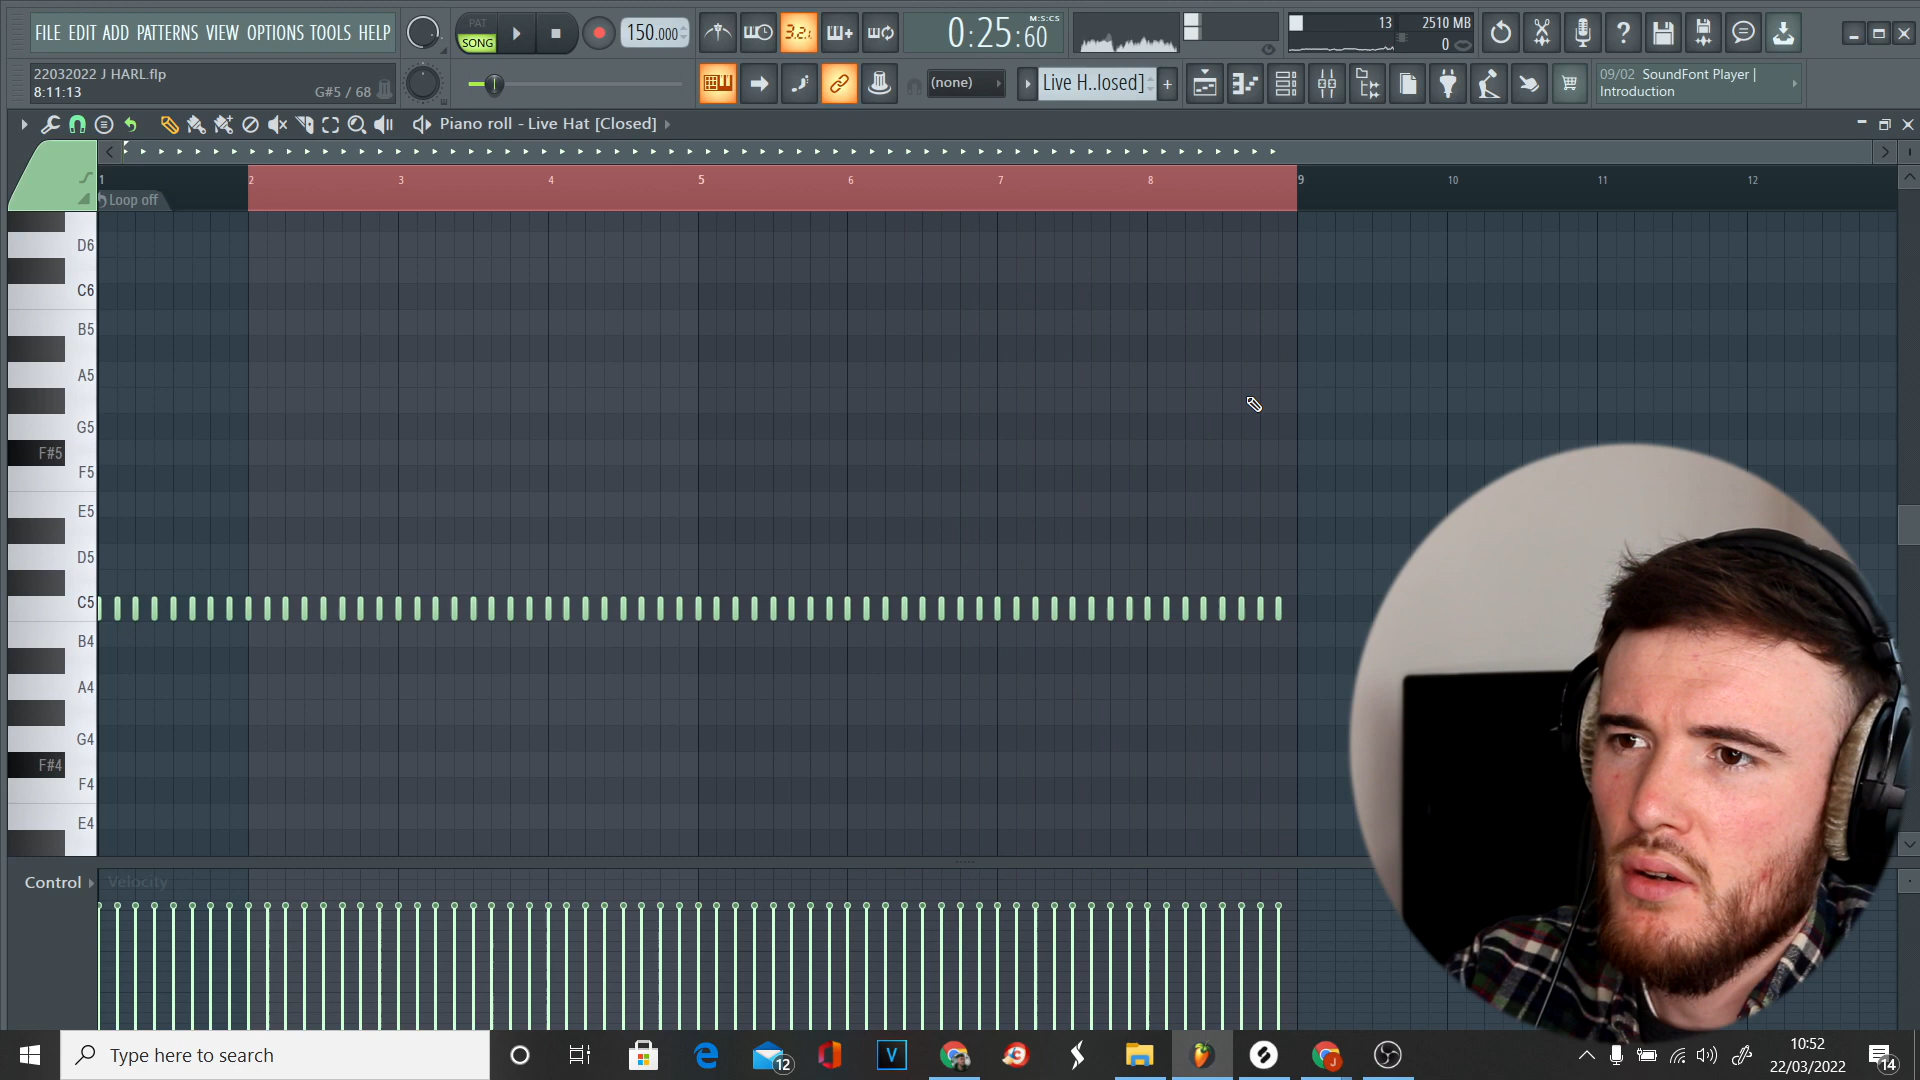 FILE EDIT ADD PATTERNS VIEW OPTIONS TOOLS HELP
PAT
SONG
150.000
3.2.1
0:25:60
M:S:CS
13
2510 MB
0
22032022 J HARL.flp
8:11:13
G#5 / 68
(none)
Live H..losed]
+
09/02 SoundFont Player |
Introduction
Piano roll - Live Hat [Closed]
1 2 3 4 5 6 7 8 9 10 11 12
Loop off
D6
C6
B5
A5
G5
F#5
F5
E5
D5
C5
B4
A4
G4
F#4
F4
E4
Control
Velocity
Type here to search
12
V
J
10:52
22/03/2022
14